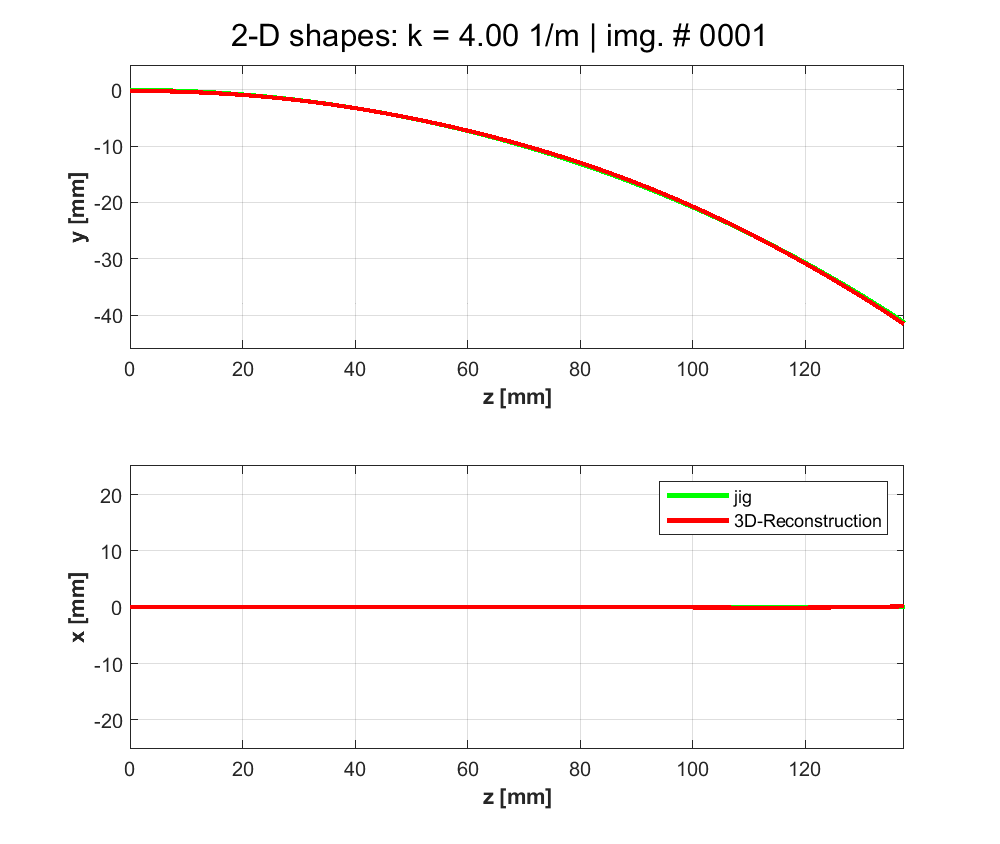 2-D shapes: k = 4.00 1/m | img. # 0001
0
-10
-20
-30
-40
y [mm]
0 20 40 60 80 100 120
z [mm]
20
10
0
-10
-20
x [mm]
jig
3D-Reconstruction
0 20 40 60 80 100 120
z [mm]